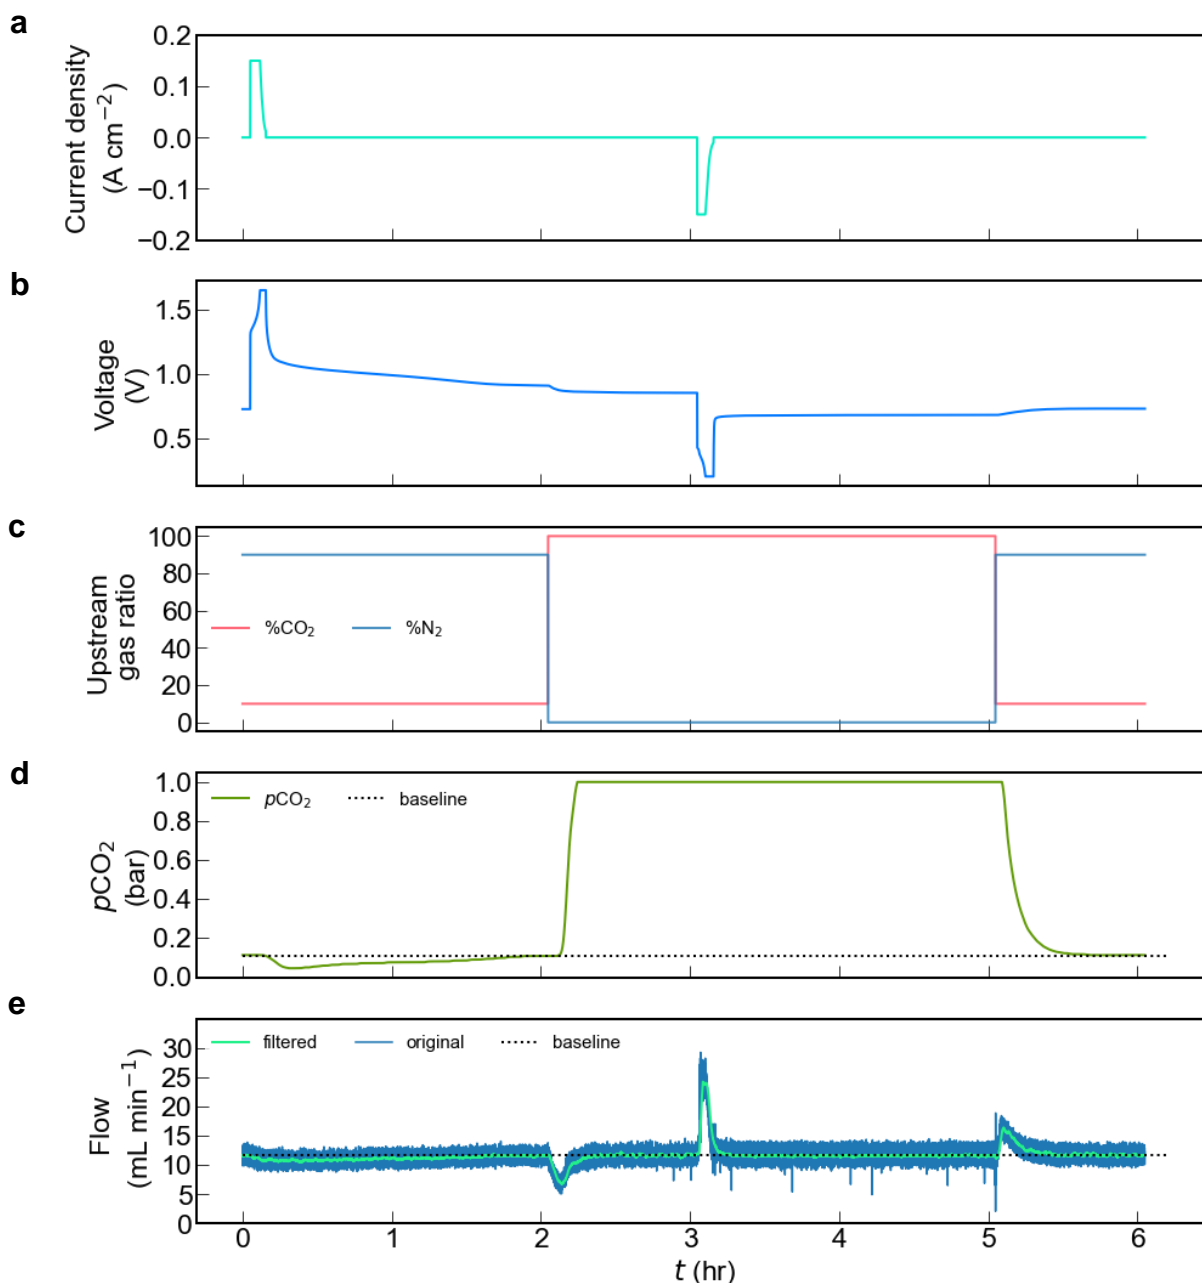 a
Current density
(A cm⁻²)
0.2
0.1
0.0
−0.1
−0.2
b
Voltage
(V)
1.5
1.0
0.5
c
Upstream
gas ratio
100
80
60
40
20
0
%CO₂ %N₂
d
pCO₂
(bar)
1.0
0.8
0.6
0.4
0.2
0.0
pCO₂ baseline
e
Flow
(mL min⁻¹)
30
25
20
15
10
5
0
filtered original baseline
0 1 2 3 4 5 6
t (hr)